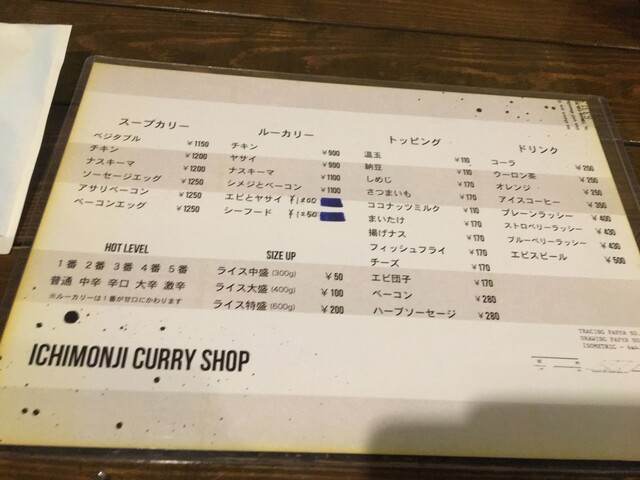 スープカリー
ベジタブル ¥1150
チキン ¥1200
ナスキーマ ¥1200
ソーセージエッグ ¥1250
アサリベーコン ¥1250
ベーコンエッグ ¥1250
ルーカリー
チキン ¥900
ヤサイ ¥900
ナスキーマ ¥1100
シメジとベーコン ¥1100
エビとヤサイ ¥1200
シーフード ¥1250
トッピング
温玉 ¥110
納豆 ¥110
しめじ ¥170
さつまいも ¥170
ココナッツミルク ¥110
まいたけ ¥170
揚げナス ¥170
フィッシュフライ ¥170
チーズ ¥170
エビ団子 ¥170
ベーコン ¥280
ハーブソーセージ ¥280
ドリンク
コーラ ¥250
ウーロン茶 ¥250
オレンジ ¥250
アイスコーヒー ¥350
プレーンラッシー ¥400
ストロベリーラッシー ¥430
ブルーベリーラッシー ¥430
エビスビール ¥500
HOT LEVEL
1番 2番 3番 4番 5番
普通 中辛 辛口 大辛 激辛
※ルーカリーは1番が甘口にかわります
SIZE UP
ライス中盛 (300g) ¥50
ライス大盛 (400g) ¥100
ライス特盛 (600g) ¥200
ICHIMONJI CURRY SHOP
TRACING PAPYA NO.
DRAWING PAPYA NO.
ISOMETRIC -